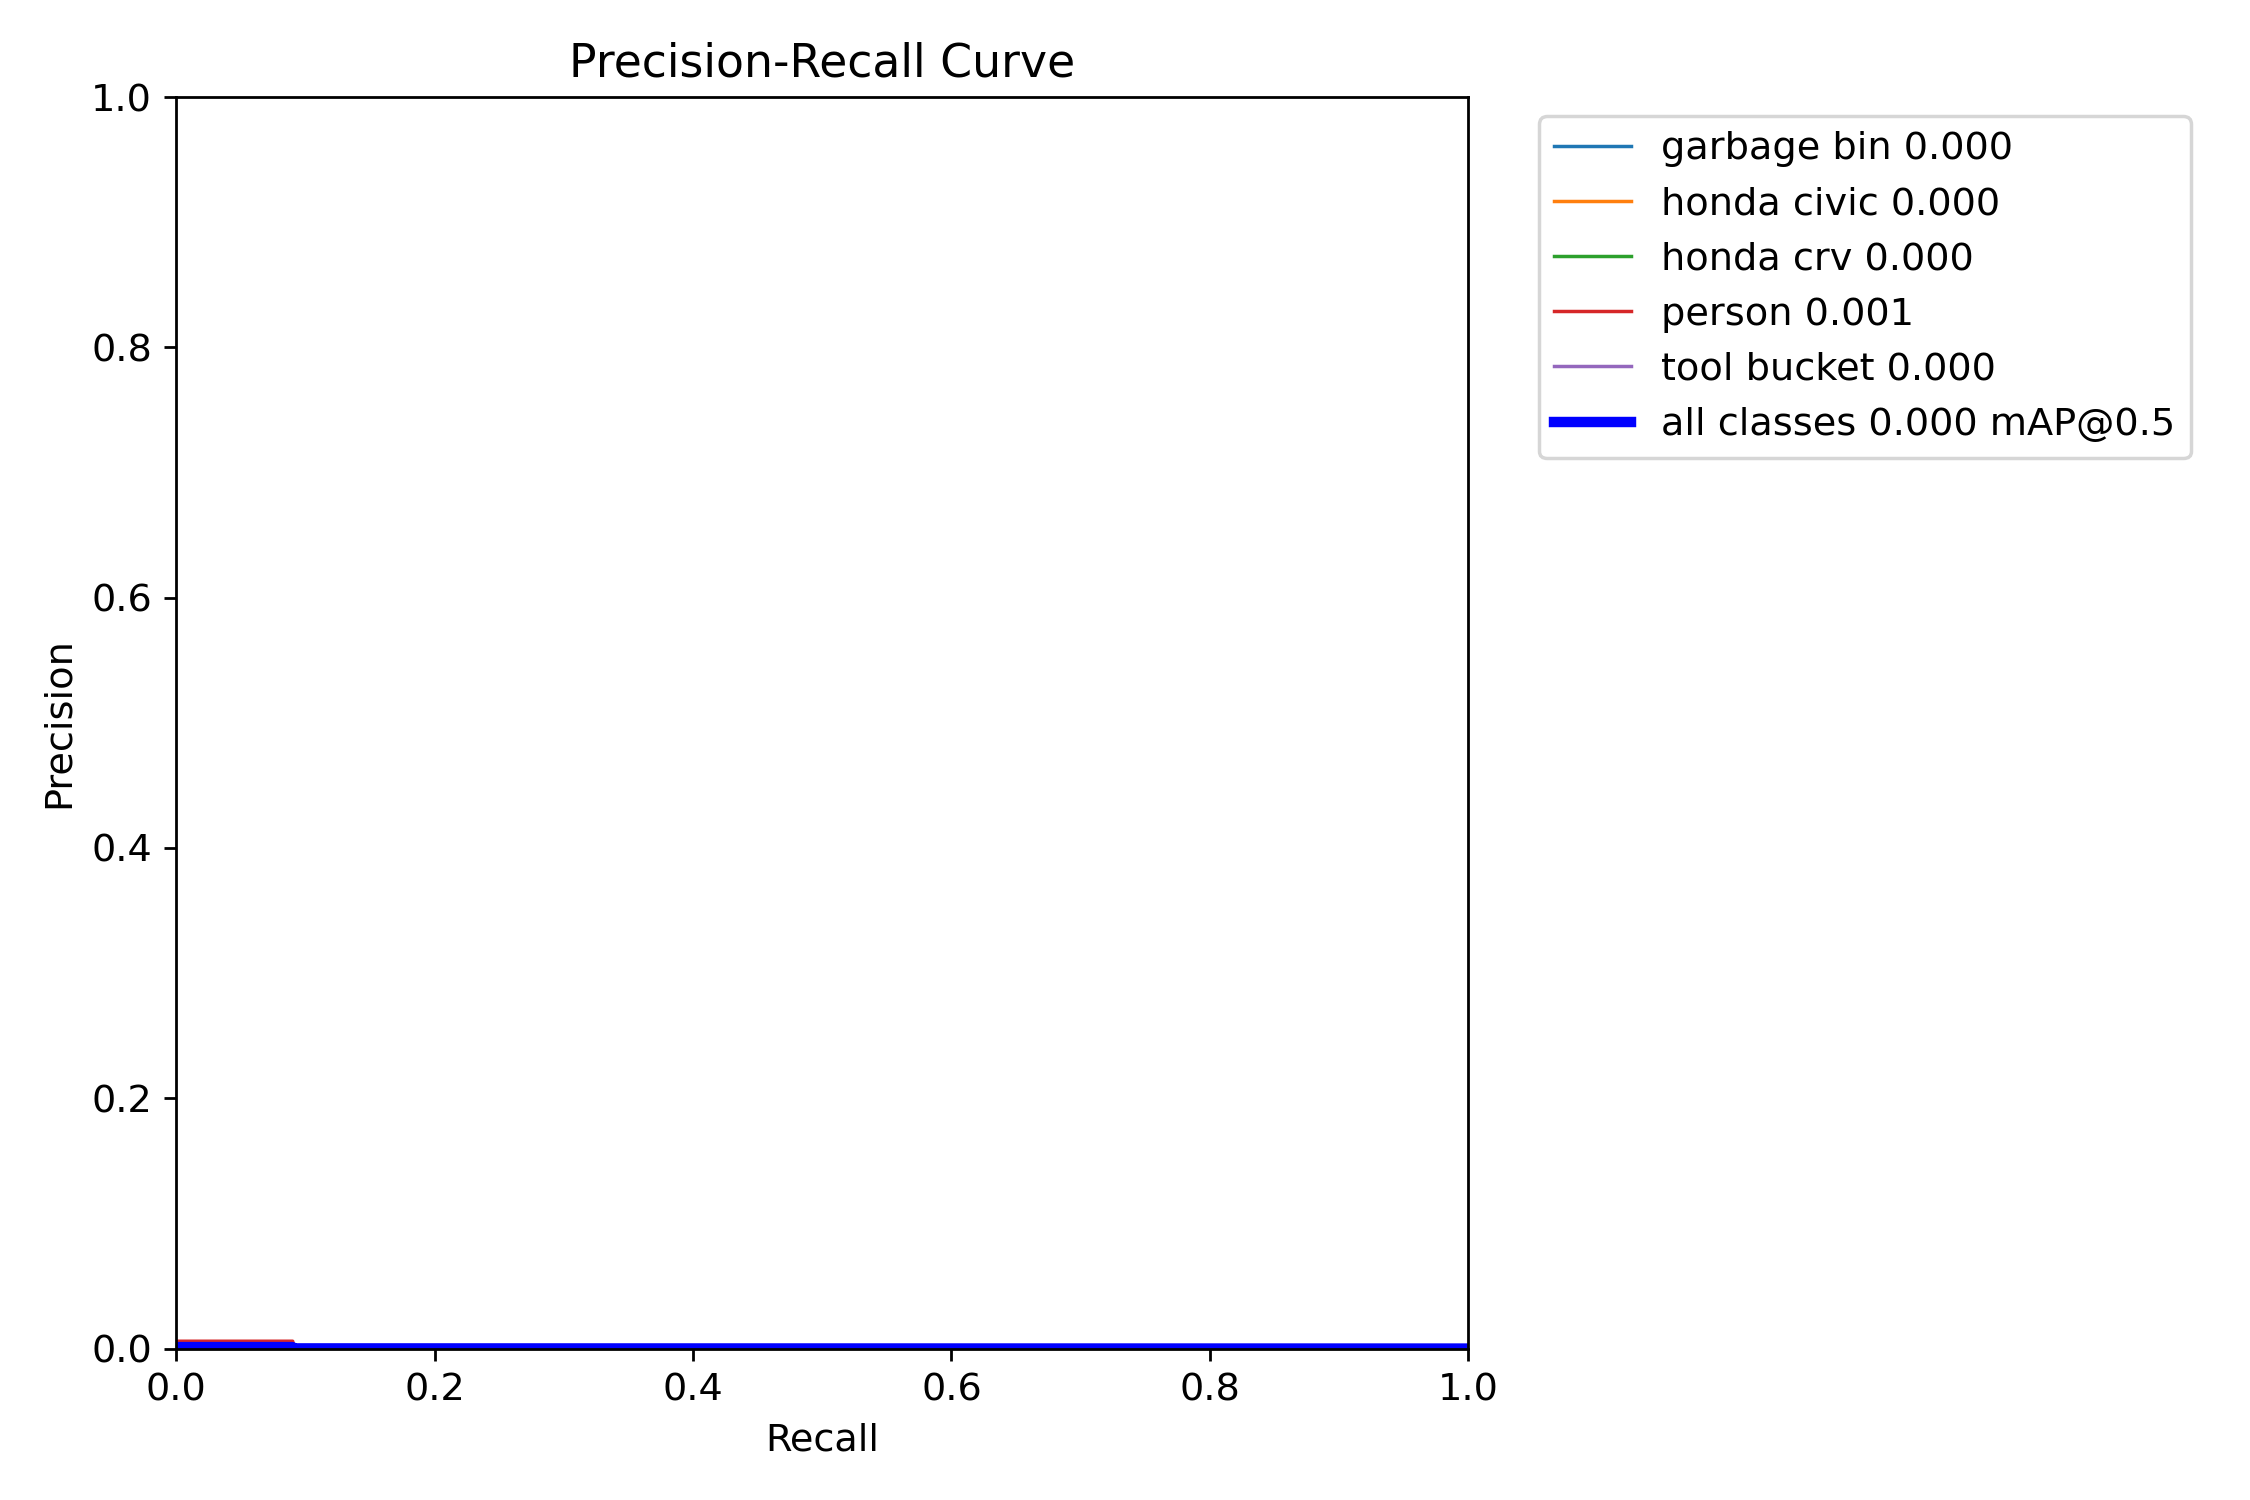 Precision-Recall Curve
1.0
0.8
0.6
0.4
0.2
0.0
Precision
0.0 0.2 0.4 0.6 0.8 1.0
Recall
garbage bin 0.000
honda civic 0.000
honda crv 0.000
person 0.001
tool bucket 0.000
all classes 0.000 mAP@0.5